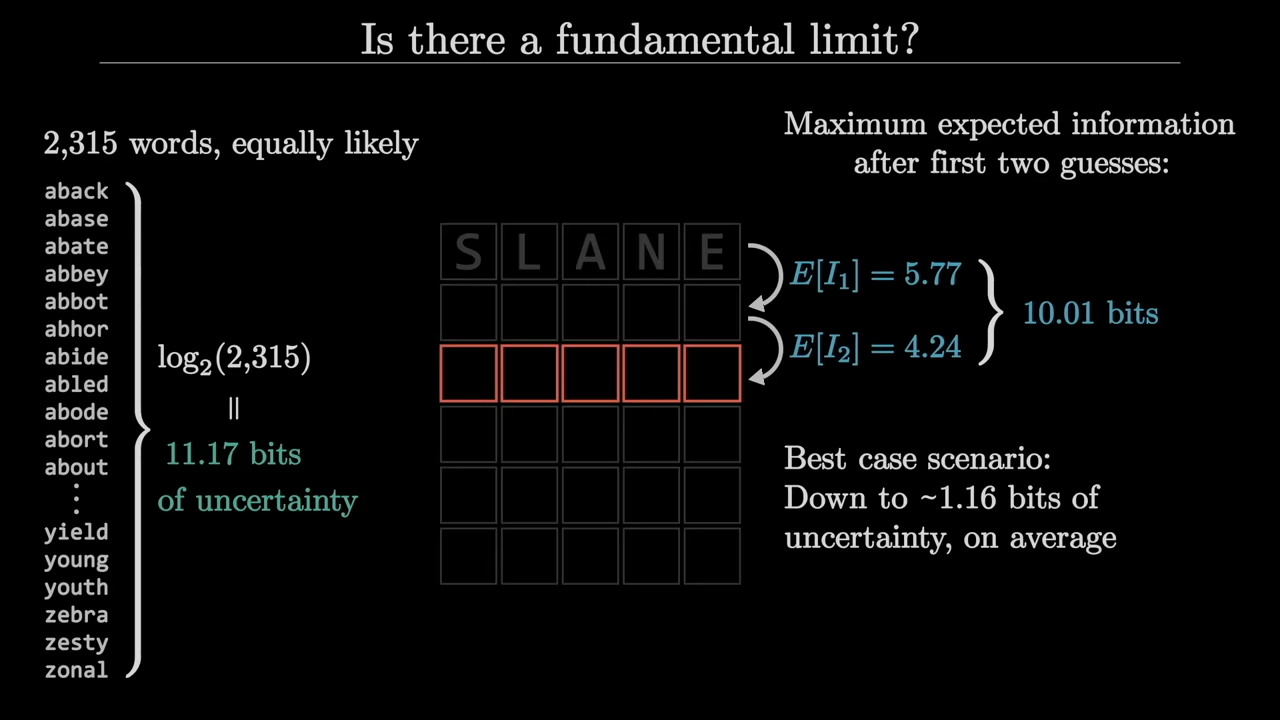 Is there a fundamental limit?
2,315 words, equally likely
aback
abase
abate
abbey
abbot
abhor
abide
abled
abode
abort
about
⋮
yield
young
youth
zebra
zesty
zonal
log₂(2,315)
=
11.17 bits
of uncertainty
SLANE
Maximum expected information
after first two guesses:
E[I₁] = 5.77
E[I₂] = 4.24
10.01 bits
Best case scenario:
Down to ~1.16 bits of
uncertainty, on average